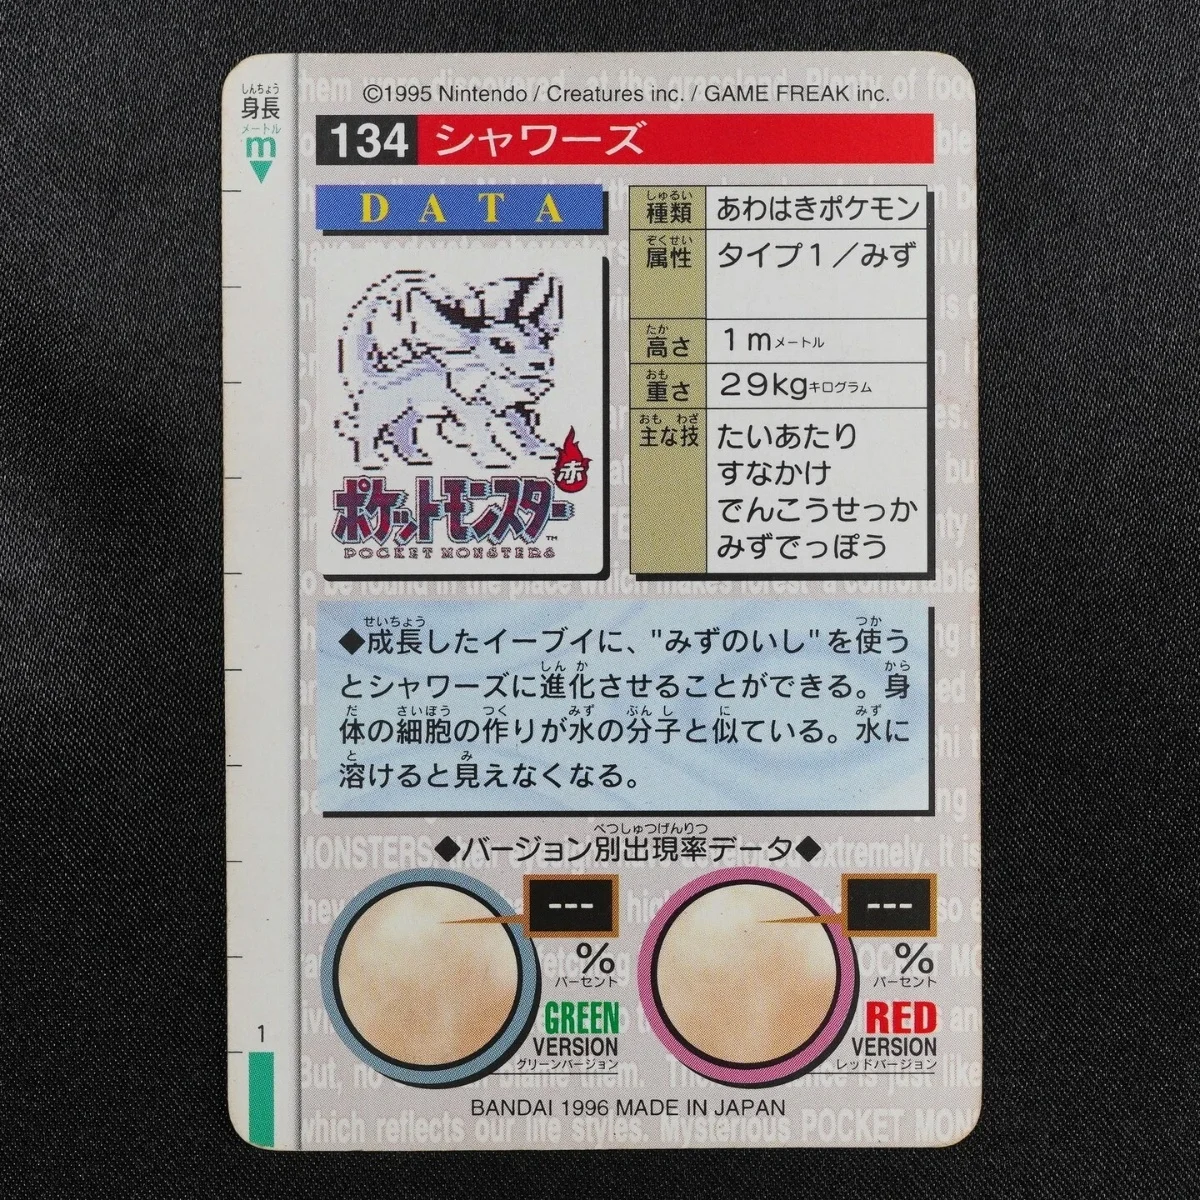 しんちょう
身長
メートル
m
©1995 Nintendo / Creatures inc. / GAME FREAK inc.
134 シャワーズ
DATA
赤
ポケットモンスター™
POCKET MONSTERS
しゅるい
種類 あわはきポケモン
ぞくせい
属性 タイプ1/みず
たか
高さ 1mメートル
おも
重さ 29kgキログラム
おも わざ
主な技 たいあたり
すなかけ
でんこうせっか
みずでっぽう
せいちょう つか
◆成長したイーブイに、"みずのいし"を使う
しんか から
とシャワーズに進化させることができる。身
だ さいぼう つく みず ぶんし に みず
体の細胞の作りが水の分子と似ている。水に
と み
溶けると見えなくなる。
べつしゅつげんりつ
◆バージョン別出現率データ◆
---
%
パーセント
GREEN
VERSION
グリーンバージョン
---
%
パーセント
RED
VERSION
レッドバージョン
1
BANDAI 1996 MADE IN JAPAN